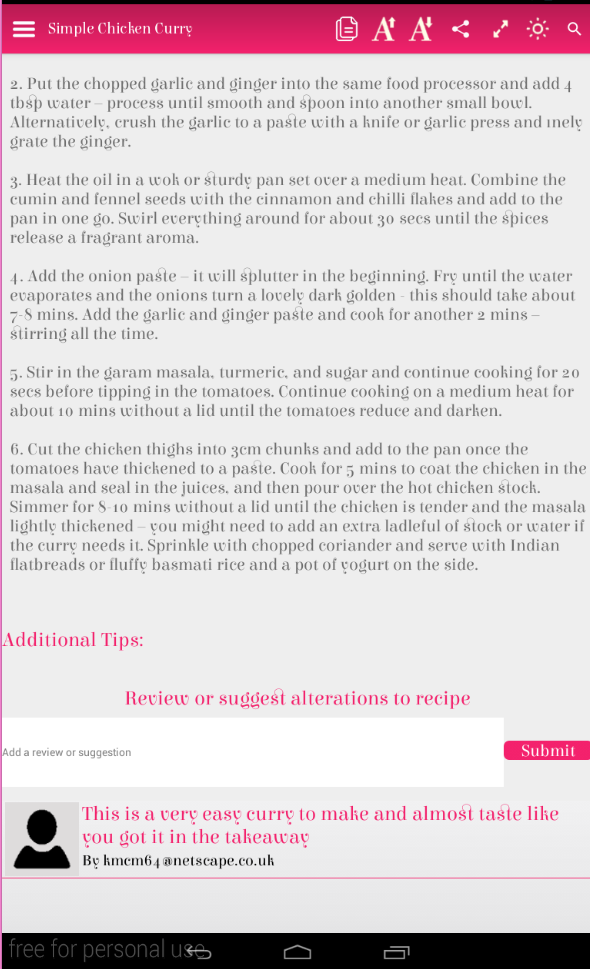 Simple Chicken Curry
2. Put the chopped garlic and ginger into the same food processor and add 4
tbsp water – process until smooth and spoon into another small bowl.
Alternatively, crush the garlic to a paste with a knife or garlic press and inely
grate the ginger.
3. Heat the oil in a wok or sturdy pan set over a medium heat. Combine the
cumin and fennel seeds with the cinnamon and chilli flakes and add to the
pan in one go. Swirl everything around for about 30 secs until the spices
release a fragrant aroma.
4. Add the onion paste – it will splutter in the beginning. Fry until the water
evaporates and the onions turn a lovely dark golden - this should take about
7-8 mins. Add the garlic and ginger paste and cook for another 2 mins –
stirring all the time.
5. Stir in the garam masala, turmeric, and sugar and continue cooking for 20
secs before tipping in the tomatoes. Continue cooking on a medium heat for
about 10 mins without a lid until the tomatoes reduce and darken.
6. Cut the chicken thighs into 3cm chunks and add to the pan once the
tomatoes have thickened to a paste. Cook for 5 mins to coat the chicken in the
masala and seal in the juices, and then pour over the hot chicken stock.
Simmer for 8-10 mins without a lid until the chicken is tender and the masala
lightly thickened – you might need to add an extra ladleful of stock or water if
the curry needs it. Sprinkle with chopped coriander and serve with Indian
flatbreads or fluffy basmati rice and a pot of yogurt on the side.
Additional Tips:
Review or suggest alterations to recipe
Add a review or suggestion
Submit
This is a very easy curry to make and almost taste like
you got it in the takeaway
By kmcm64@netscape.co.uk
free for personal use